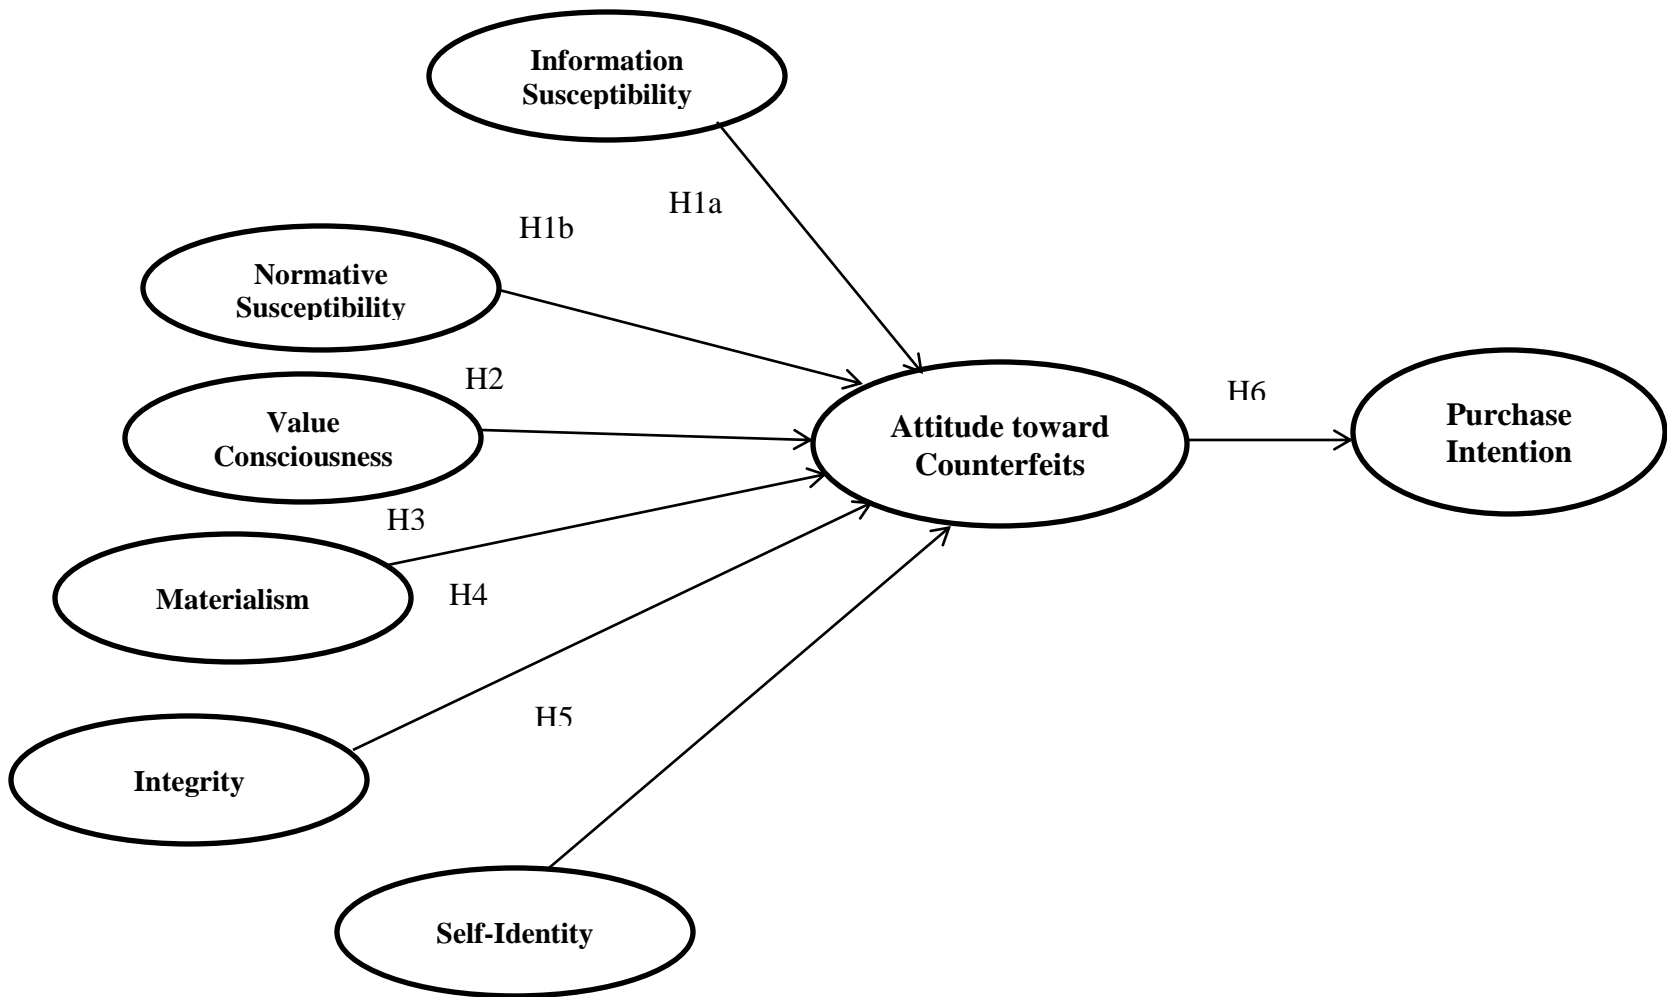 Information
Susceptibility
H1a
H1b
Normative
Susceptibility
H2
Value
Consciousness
Attitude toward
Counterfeits
H6
Purchase
Intention
H3
Materialism
H4
H5
Integrity
Self-Identity